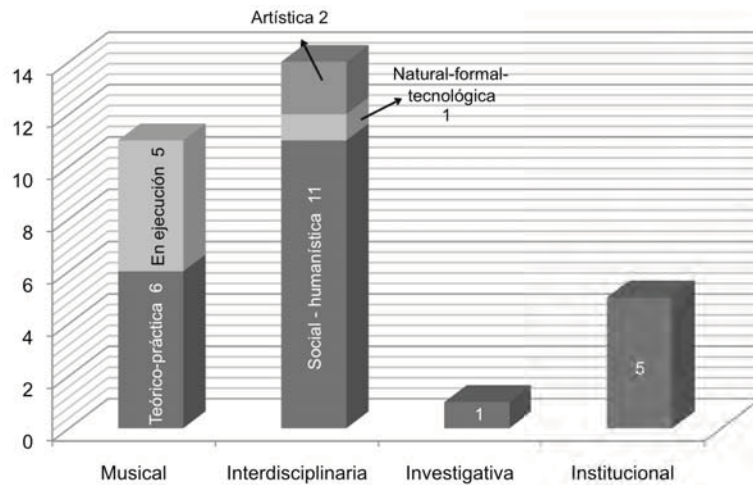 Artística 2
Natural-formal-
tecnológica
1
14
12
10
8
6
4
2
0
En ejecución 5
Teórico-práctica 6
Social - humanística 11
1
5
Musical
Interdisciplinaria
Investigativa
Institucional